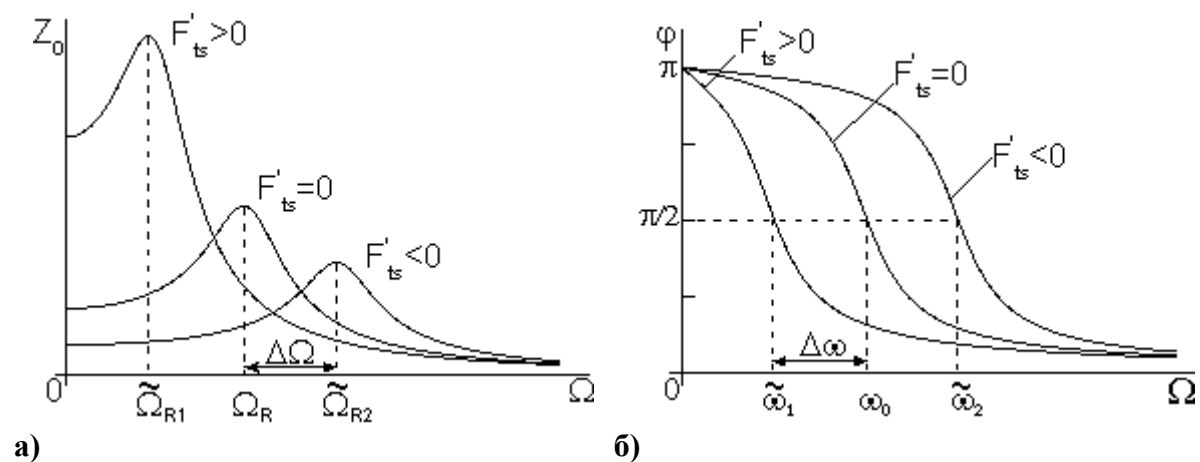 Z₀
F'ts>0
F'ts=0
F'ts<0
ΔΩ
0
Ω̃R1
ΩR
Ω̃R2
Ω
а)
φ
π
F'ts>0
F'ts=0
F'ts<0
π/2
Δω
0
ω̃₁
ω₀
ω̃₂
Ω
б)